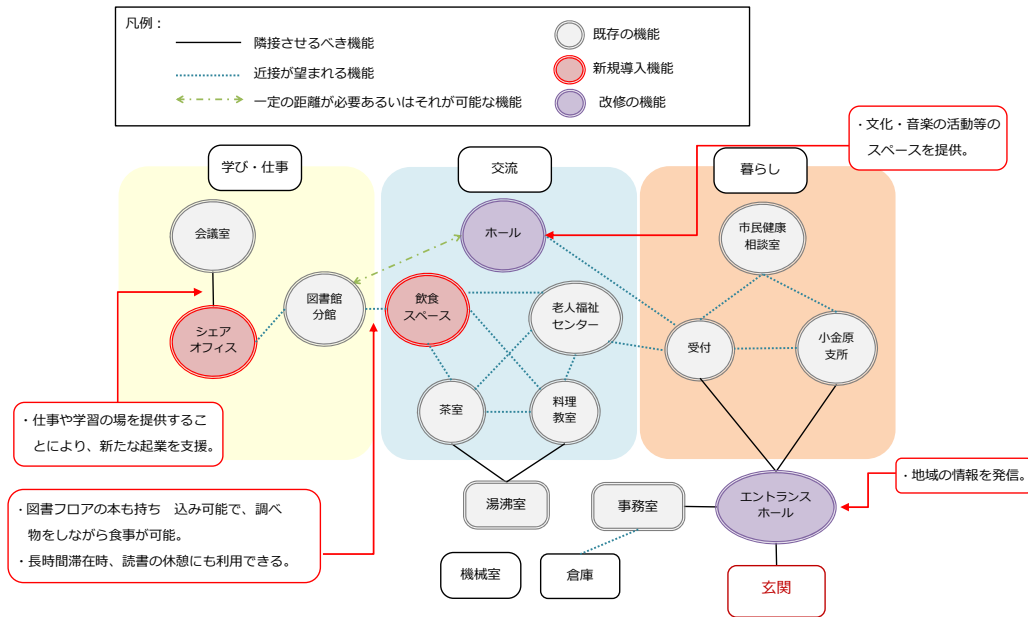 凡例：
隣接させるべき機能
近接が望まれる機能
一定の距離が必要あるいはそれが可能な機能
既存の機能
新規導入機能
改修の機能
・文化・音楽の活動等の
スペースを提供。
学び・仕事
交流
暮らし
会議室
ホール
市民健康
相談室
図書館
分館
飲食
スペース
老人福祉
センター
シェア
オフィス
受付
小金原
支所
茶室
料理
教室
・仕事や学習の場を提供するこ
とにより、新たな起業を支援。
・地域の情報を発信。
湯沸室
事務室
エントランス
ホール
・図書フロアの本も持ち　込み可能で、調べ
物をしながら食事が可能。
・長時間滞在時、読書の休憩にも利用できる。
機械室
倉庫
玄関